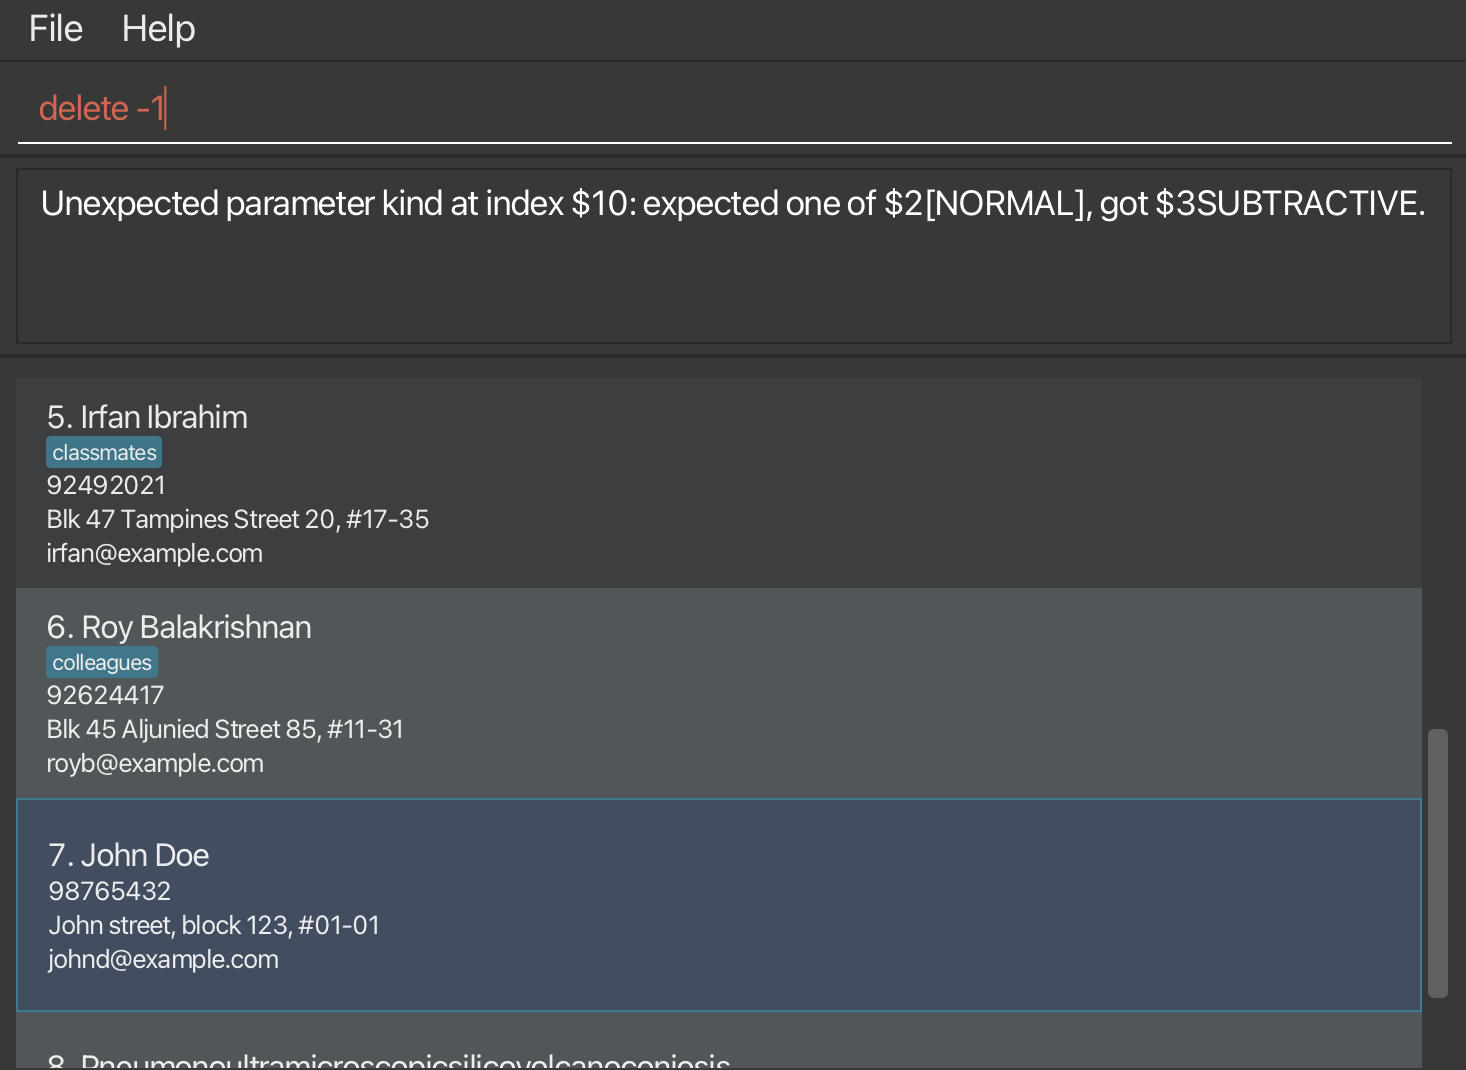 File Help
delete -1
Unexpected parameter kind at index $10: expected one of $2[NORMAL], got $3SUBTRACTIVE.
5. Irfan Ibrahim
classmates
92492021
Blk 47 Tampines Street 20, #17-35
irfan@example.com
6. Roy Balakrishnan
colleagues
92624417
Blk 45 Aljunied Street 85, #11-31
royb@example.com
7. John Doe
98765432
John street, block 123, #01-01
johnd@example.com
8. Pneumonoultramicroscopicsilicovolcanoconiosis